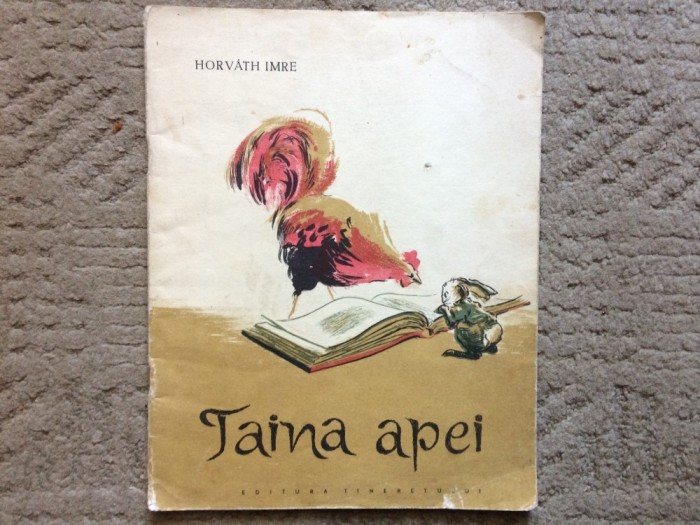 HORVÁTH IMRE
Taina apei
EDITURA TINERETULUI